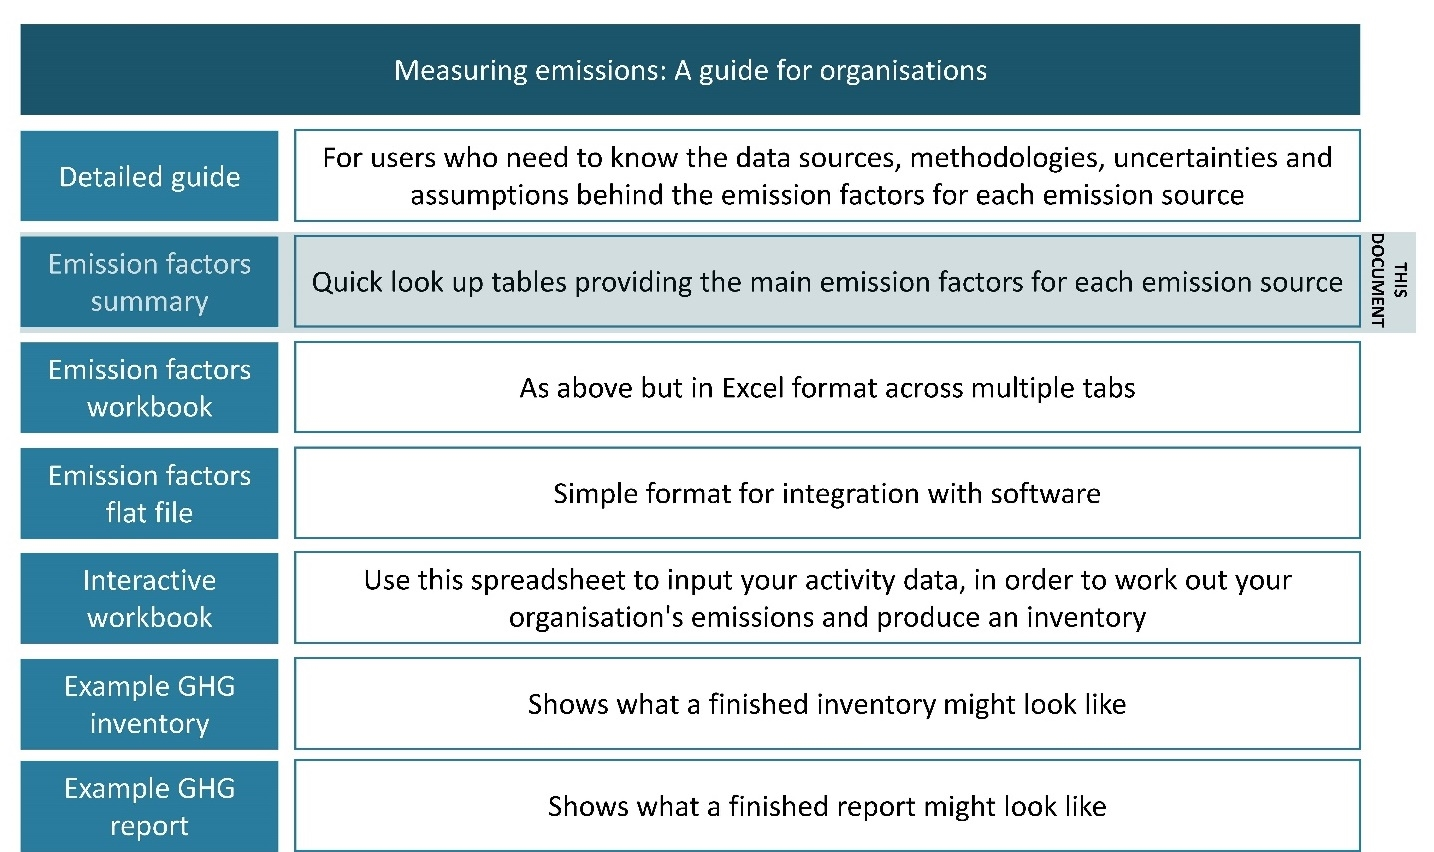 Measuring emissions: A guide for organisations
Detailed guide
For users who need to know the data sources, methodologies, uncertainties and
assumptions behind the emission factors for each emission source
Emission factors
summary
Quick look up tables providing the main emission factors for each emission source
THIS
DOCUMENT
Emission factors
workbook
As above but in Excel format across multiple tabs
Emission factors
flat file
Simple format for integration with software
Interactive
workbook
Use this spreadsheet to input your activity data, in order to work out your
organisation's emissions and produce an inventory
Example GHG
inventory
Shows what a finished inventory might look like
Example GHG
report
Shows what a finished report might look like